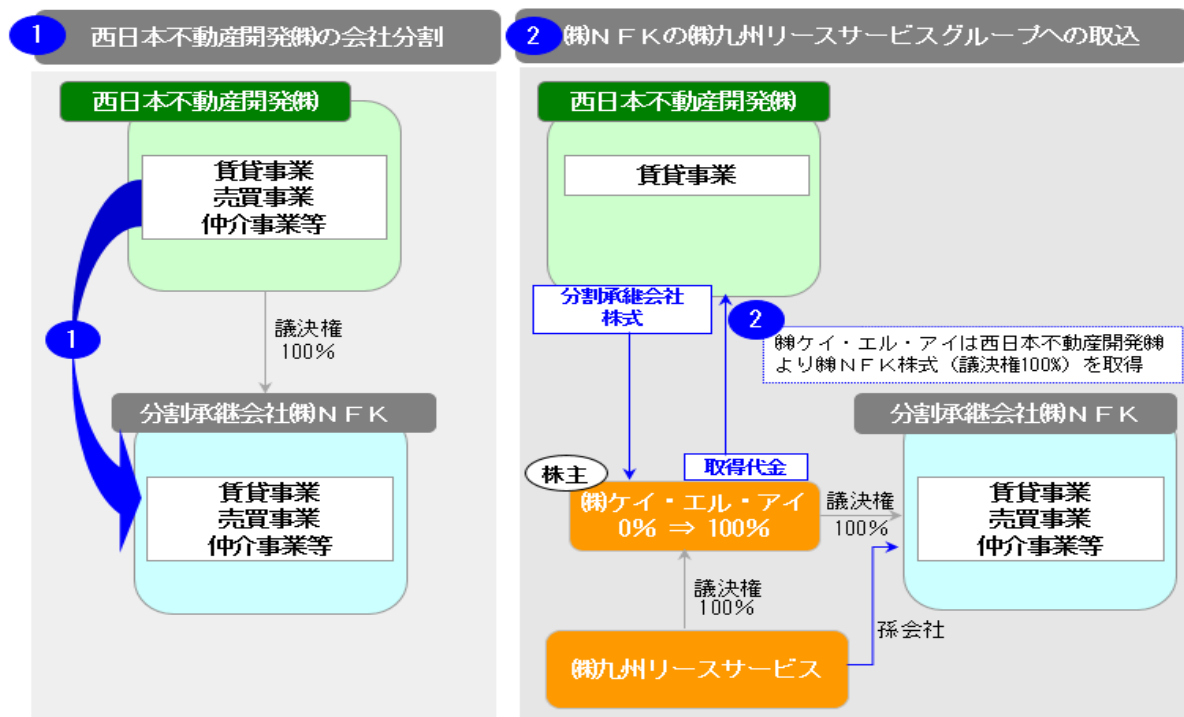 1 西日本不動産開発㈱の会社分割
西日本不動産開発㈱
賃貸事業
売買事業
仲介事業等
1
議決権
100%
分割承継会社㈱NFK
賃貸事業
売買事業
仲介事業等
2 ㈱NFKの㈱九州リースサービスグループへの取込
西日本不動産開発㈱
賃貸事業
分割承継会社
株式
2
㈱ケイ・エル・アイは西日本不動産開発㈱
より㈱NFK株式（議決権100%）を取得
取得代金
株主
㈱ケイ・エル・アイ
0% ⇒ 100%
議決権
100%
分割承継会社㈱NFK
賃貸事業
売買事業
仲介事業等
議決権
100%
孫会社
㈱九州リースサービス